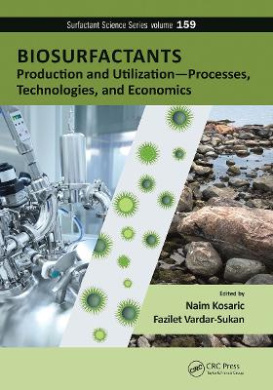 Surfactant Science Series volume 159
BIOSURFACTANTS
Production and Utilization—Processes,
Technologies, and Economics
Edited by
Naim Kosaric
Fazilet Vardar-Sukan
CRC
CRC Press
Taylor & Francis Group